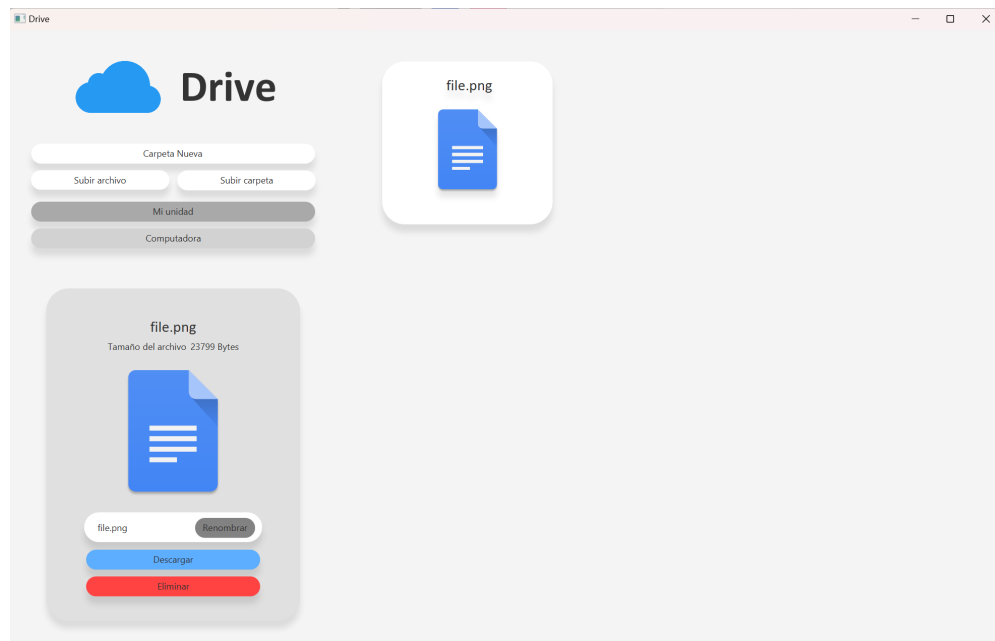 Drive
Drive
Carpeta Nueva
Subir archivo
Subir carpeta
Mi unidad
Computadora
file.png
Tamaño del archivo 23799 Bytes
file.png
Renombrar
Descargar
Eliminar
file.png